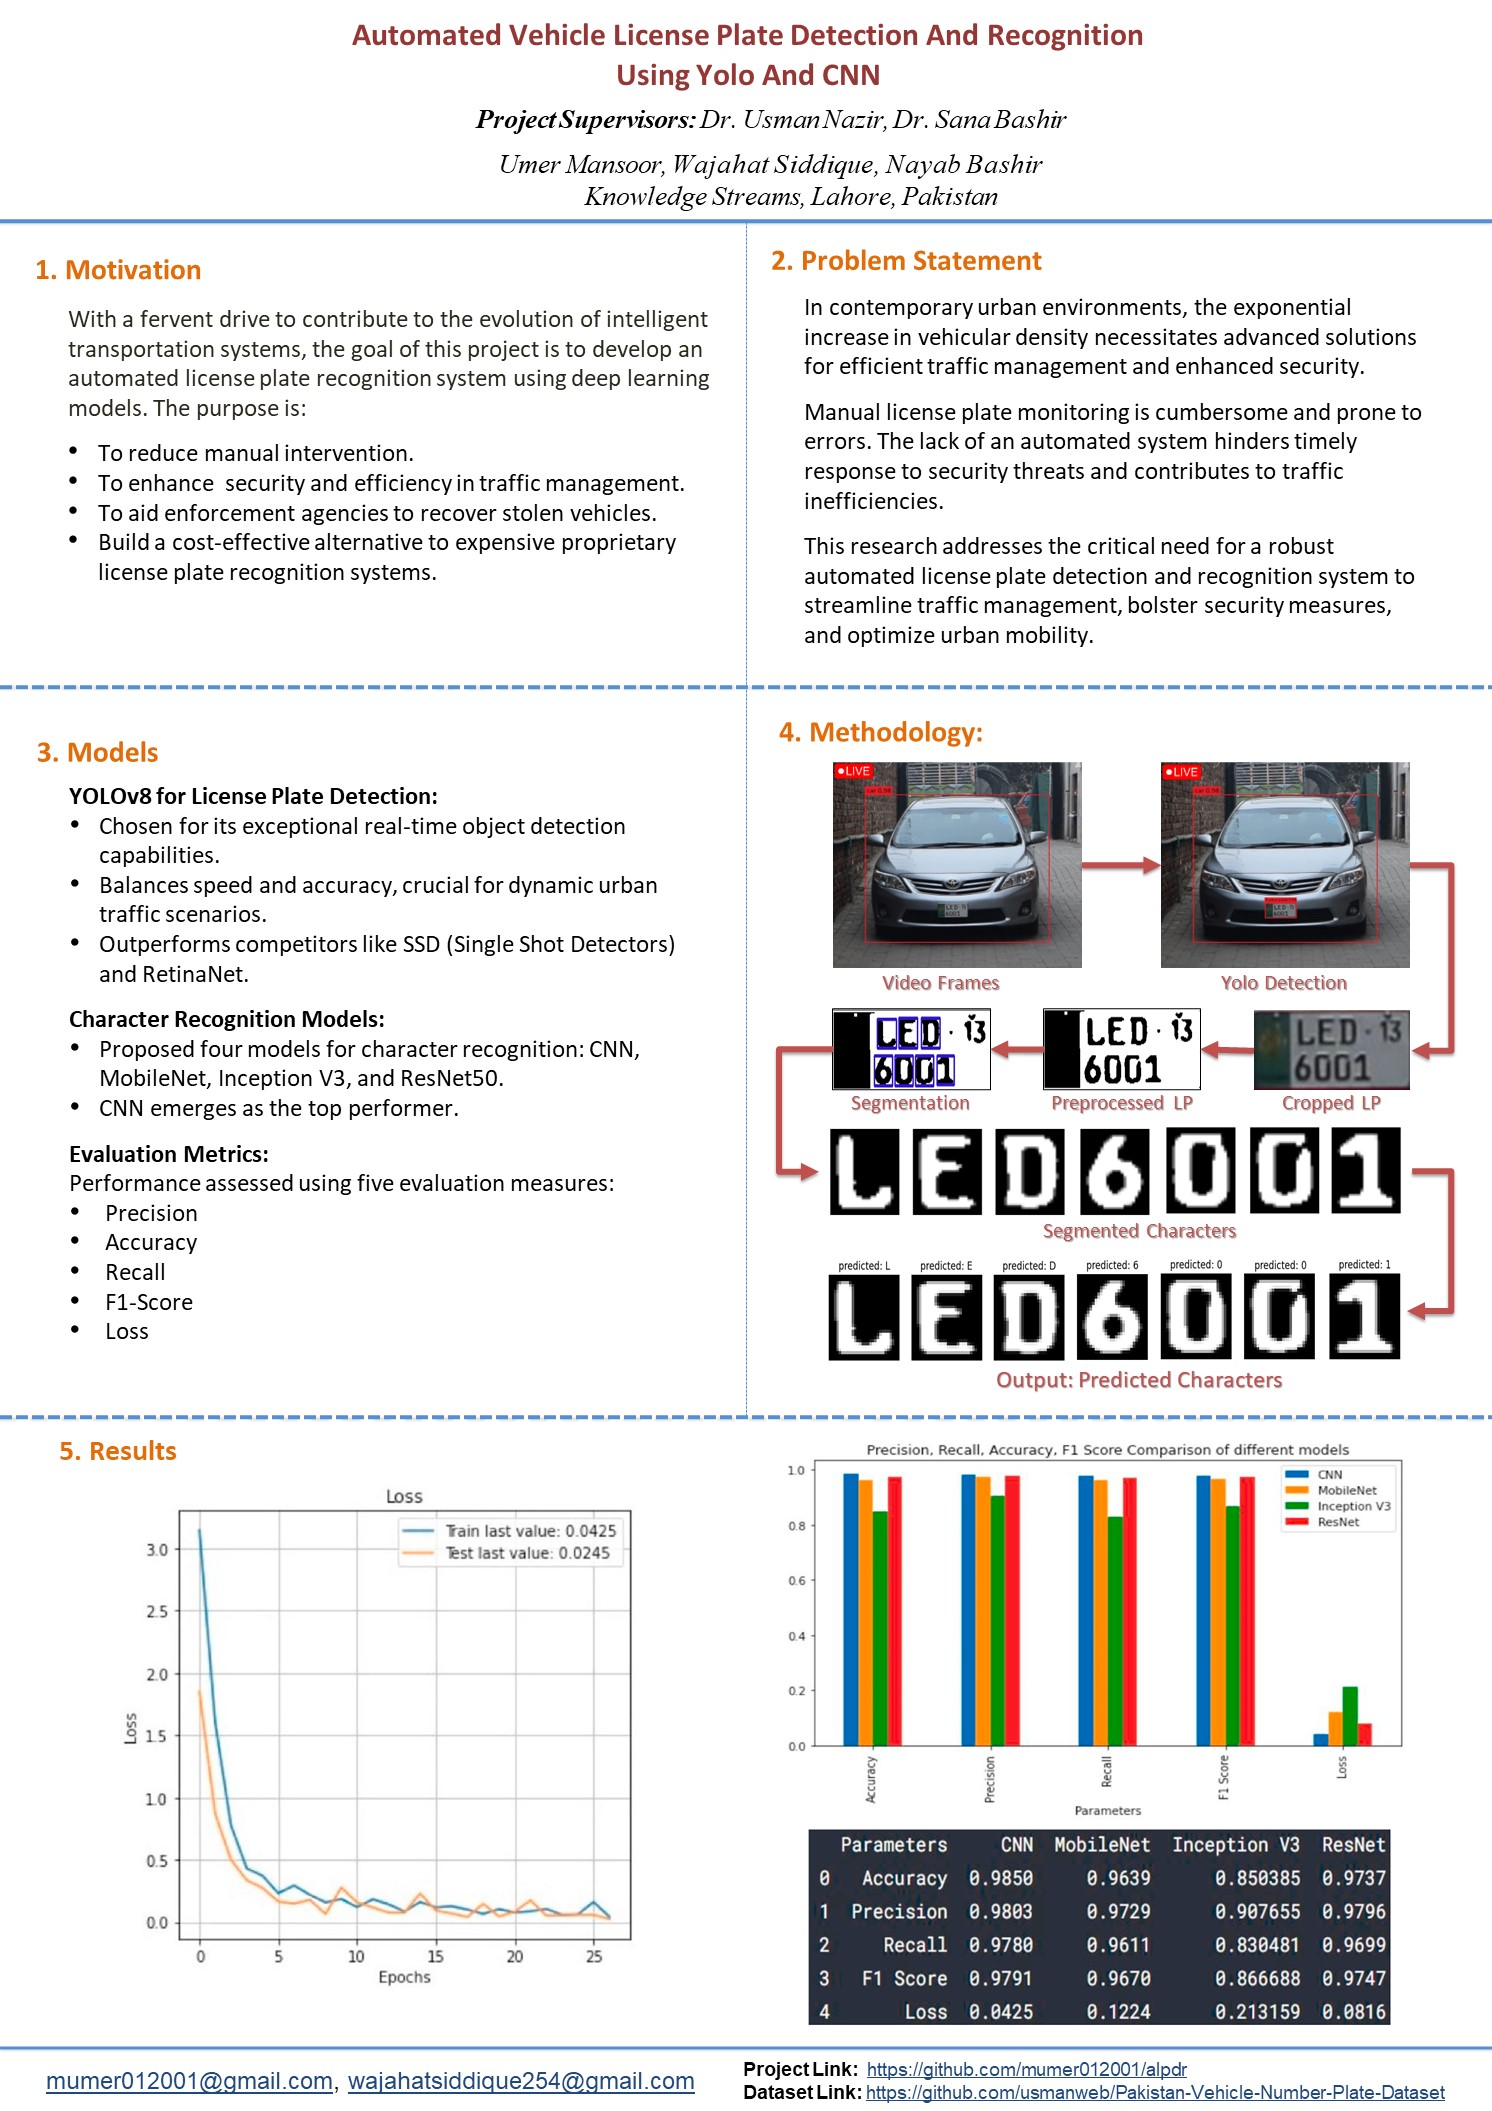 Automated Vehicle License Plate Detection And Recognition
Using Yolo And CNN
Project Supervisors: Dr. Usman Nazir, Dr. Sana Bashir
Umer Mansoor, Wajahat Siddique, Nayab Bashir
Knowledge Streams, Lahore, Pakistan
1. Motivation
With a fervent drive to contribute to the evolution of intelligent
transportation systems, the goal of this project is to develop an
automated license plate recognition system using deep learning
models. The purpose is:
• To reduce manual intervention.
• To enhance security and efficiency in traffic management.
• To aid enforcement agencies to recover stolen vehicles.
• Build a cost-effective alternative to expensive proprietary
license plate recognition systems.
2. Problem Statement
In contemporary urban environments, the exponential
increase in vehicular density necessitates advanced solutions
for efficient traffic management and enhanced security.
Manual license plate monitoring is cumbersome and prone to
errors. The lack of an automated system hinders timely
response to security threats and contributes to traffic
inefficiencies.
This research addresses the critical need for a robust
automated license plate detection and recognition system to
streamline traffic management, bolster security measures,
and optimize urban mobility.
3. Models
YOLOv8 for License Plate Detection:
• Chosen for its exceptional real-time object detection
capabilities.
• Balances speed and accuracy, crucial for dynamic urban
traffic scenarios.
• Outperforms competitors like SSD (Single Shot Detectors)
and RetinaNet.
Character Recognition Models:
• Proposed four models for character recognition: CNN,
MobileNet, Inception V3, and ResNet50.
• CNN emerges as the top performer.
Evaluation Metrics:
Performance assessed using five evaluation measures:
• Precision
• Accuracy
• Recall
• F1-Score
• Loss
4. Methodology:
LIVE
car 0.98
LED·13
6001
Video Frames
LIVE
car 0.98
LED·13
6001
Yolo Detection
LED · 13
6001
Segmentation
LED · 13
6001
Preprocessed LP
LED · 13
6001
Cropped LP
L E D 6 0 0 1
Segmented Characters
predicted: L predicted: E predicted: D predicted: 6 predicted: 0 predicted: 0 predicted: 1
L E D 6 0 0 1
Output: Predicted Characters
5. Results
Loss
Train last value: 0.0425
Test last value: 0.0245
3.0
2.5
2.0
1.5
1.0
0.5
0.0
Loss
0 5 10 15 20 25
Epochs
Precision, Recall, Accuracy, F1 Score Comparison of different models
CNN
MobileNet
Inception V3
ResNet
1.0
0.8
0.6
0.4
0.2
0.0
Accuracy Precision Recall F1 Score Loss
Parameters
Parameters CNN MobileNet Inception V3 ResNet
0 Accuracy 0.9850 0.9639 0.850385 0.9737
1 Precision 0.9803 0.9729 0.907655 0.9796
2 Recall 0.9780 0.9611 0.830481 0.9699
3 F1 Score 0.9791 0.9670 0.866688 0.9747
4 Loss 0.0425 0.1224 0.213159 0.0816
mumer012001@gmail.com, wajahatsiddique254@gmail.com
Project Link: https://github.com/mumer012001/alpdr
Dataset Link: https://github.com/usmanweb/Pakistan-Vehicle-Number-Plate-Dataset